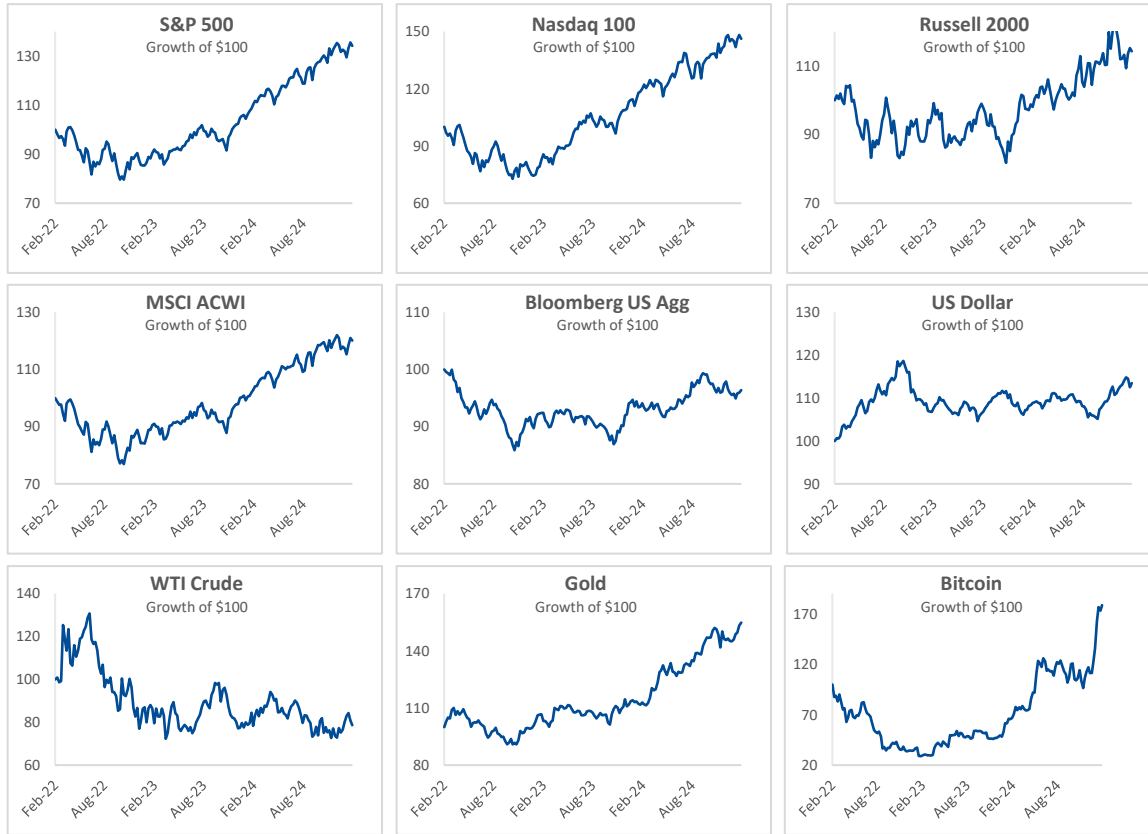 S&P 500
Growth of $100
130
110
90
70
Feb-22
Aug-22
Feb-23
Aug-23
Feb-24
Aug-24
Nasdaq 100
Growth of $100
150
120
90
60
Feb-22
Aug-22
Feb-23
Aug-23
Feb-24
Aug-24
Russell 2000
Growth of $100
110
90
70
Feb-22
Aug-22
Feb-23
Aug-23
Feb-24
Aug-24
MSCI ACWI
Growth of $100
130
110
90
70
Feb-22
Aug-22
Feb-23
Aug-23
Feb-24
Aug-24
Bloomberg US Agg
Growth of $100
110
100
90
80
Feb-22
Aug-22
Feb-23
Aug-23
Feb-24
Aug-24
US Dollar
Growth of $100
130
120
110
100
90
Feb-22
Aug-22
Feb-23
Aug-23
Feb-24
Aug-24
WTI Crude
Growth of $100
140
120
100
80
60
Feb-22
Aug-22
Feb-23
Aug-23
Feb-24
Aug-24
Gold
Growth of $100
170
140
110
80
Feb-22
Aug-22
Feb-23
Aug-23
Feb-24
Aug-24
Bitcoin
Growth of $100
170
120
70
20
Feb-22
Aug-22
Feb-23
Aug-23
Feb-24
Aug-24